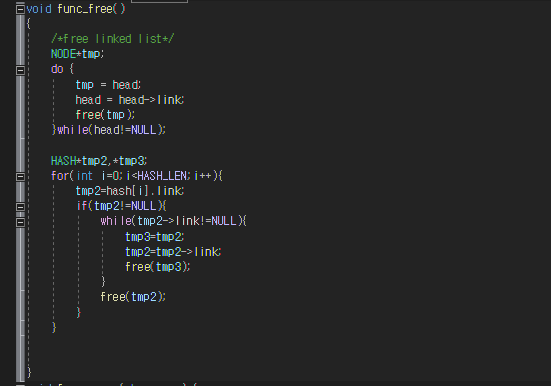 void func_free()
{
/*free linked list*/
NODE*tmp;
do {
tmp = head;
head = head->link;
free(tmp);
}while(head!=NULL);
HASH*tmp2,*tmp3;
for(int i=0;i<HASH_LEN;i++){
tmp2=hash[i].link;
if(tmp2!=NULL){
while(tmp2->link!=NULL){
tmp3=tmp2;
tmp2=tmp2->link;
free(tmp3);
}
free(tmp2);
}
}
}